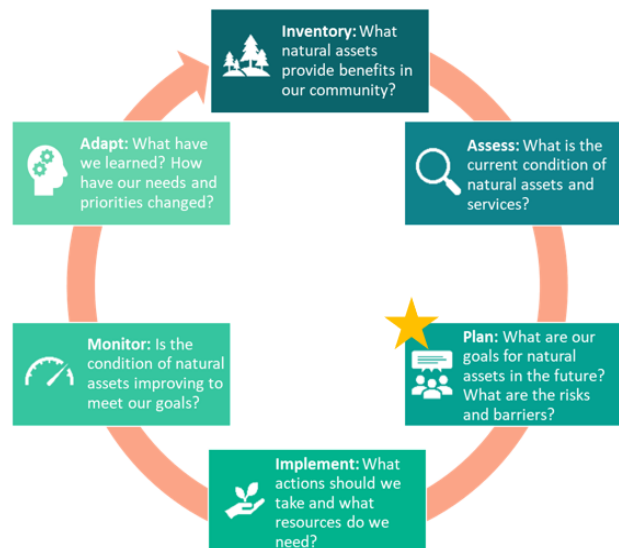 Inventory: What
natural assets
provide benefits in
our community?
Assess: What is the
current condition of
natural assets and
services?
Plan: What are our
goals for natural
assets in the future?
What are the risks
and barriers?
Implement: What
actions should we
take and what
resources do we
need?
Monitor: Is the
condition of natural
assets improving to
meet our goals?
Adapt: What have
we learned? How
have our needs and
priorities changed?